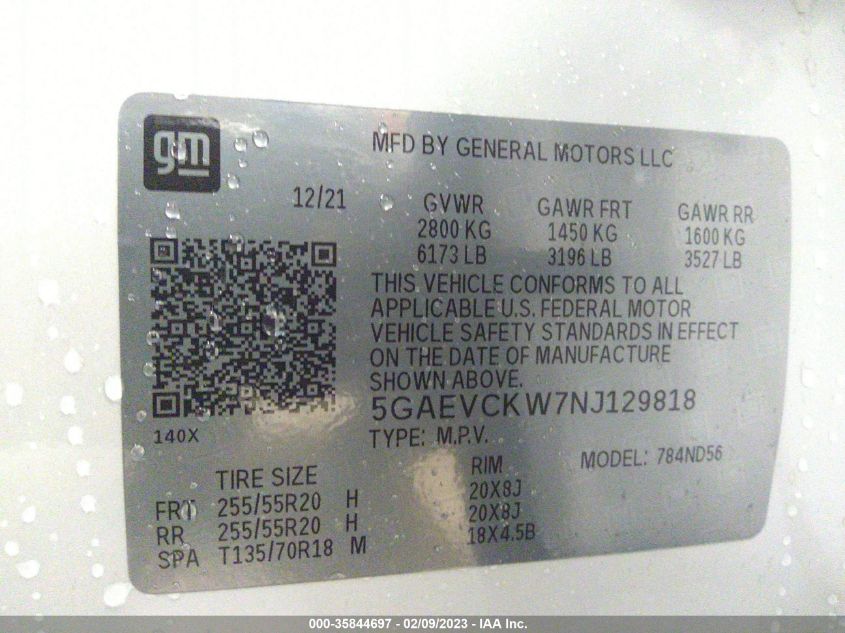 gm
MFD BY GENERAL MOTORS LLC
12/21
GVWR GAWR FRT GAWR RR
2800 KG 1450 KG 1600 KG
6173 LB 3196 LB 3527 LB
THIS VEHICLE CONFORMS TO ALL
APPLICABLE U.S. FEDERAL MOTOR
VEHICLE SAFETY STANDARDS IN EFFECT
ON THE DATE OF MANUFACTURE
SHOWN ABOVE.
5GAEVCKW7NJ129818
140X
TYPE: M.P.V.
MODEL: 784ND56
TIRE SIZE RIM
FRT 255/55R20 H 20X8J
RR 255/55R20 H 20X8J
SPA T135/70R18 M 18X4.5B
000-35844697 - 02/09/2023 - IAA Inc.